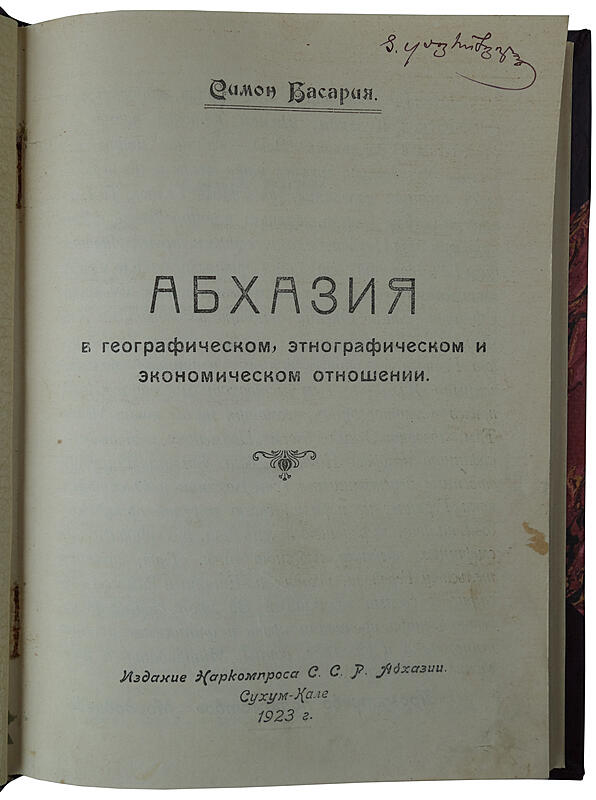 Симон Басария.
АБХАЗИЯ
в географическом, этнографическом и
экономическом отношении.
Издание Наркомпроса С. С. Р. Абхазии.
Сухум-Кале
1923 г.